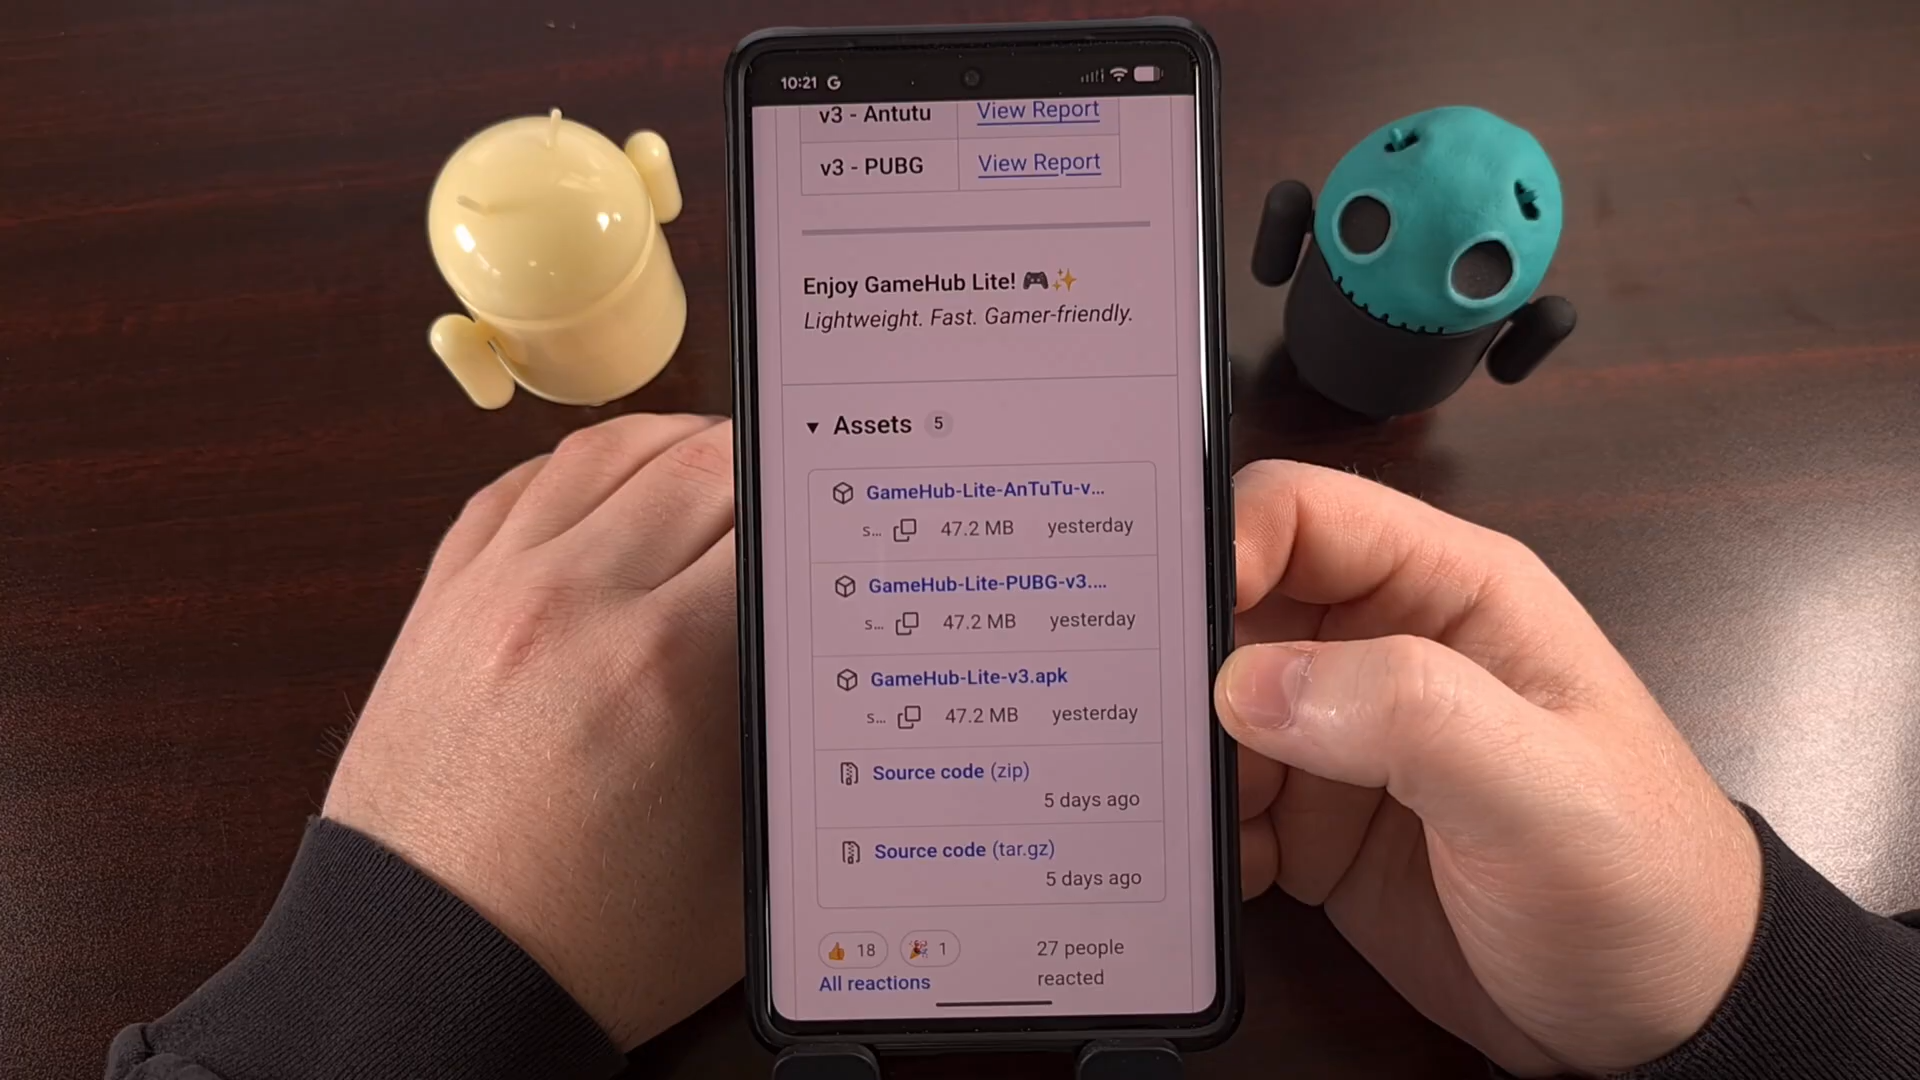 10:21 G
v3 - Antutu View Report
v3 - PUBG View Report
Enjoy GameHub Lite! 🎮✨
Lightweight. Fast. Gamer-friendly.
▼ Assets 5
GameHub-Lite-AnTuTu-v...
s... 47.2 MB yesterday
GameHub-Lite-PUBG-v3....
s... 47.2 MB yesterday
GameHub-Lite-v3.apk
s... 47.2 MB yesterday
Source code (zip)
5 days ago
Source code (tar.gz)
5 days ago
👍 18 🎉 1 27 people
All reactions reacted